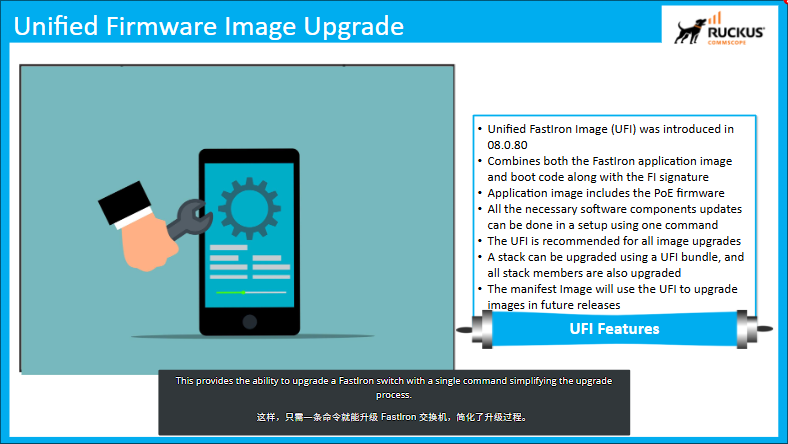 Unified Firmware Image Upgrade
RUCKUS
COMMSCOPE
• Unified FastIron Image (UFI) was introduced in
08.0.80
• Combines both the FastIron application image
and boot code along with the FI signature
• Application image includes the PoE firmware
• All the necessary software components updates
can be done in a setup using one command
• The UFI is recommended for all image upgrades
• A stack can be upgraded using a UFI bundle, and
all stack members are also upgraded
• The manifest Image will use the UFI to upgrade
images in future releases
UFI Features
This provides the ability to upgrade a FastIron switch with a single command simplifying the upgrade
process.
这样，只需一条命令就能升级 FastIron 交换机，简化了升级过程。